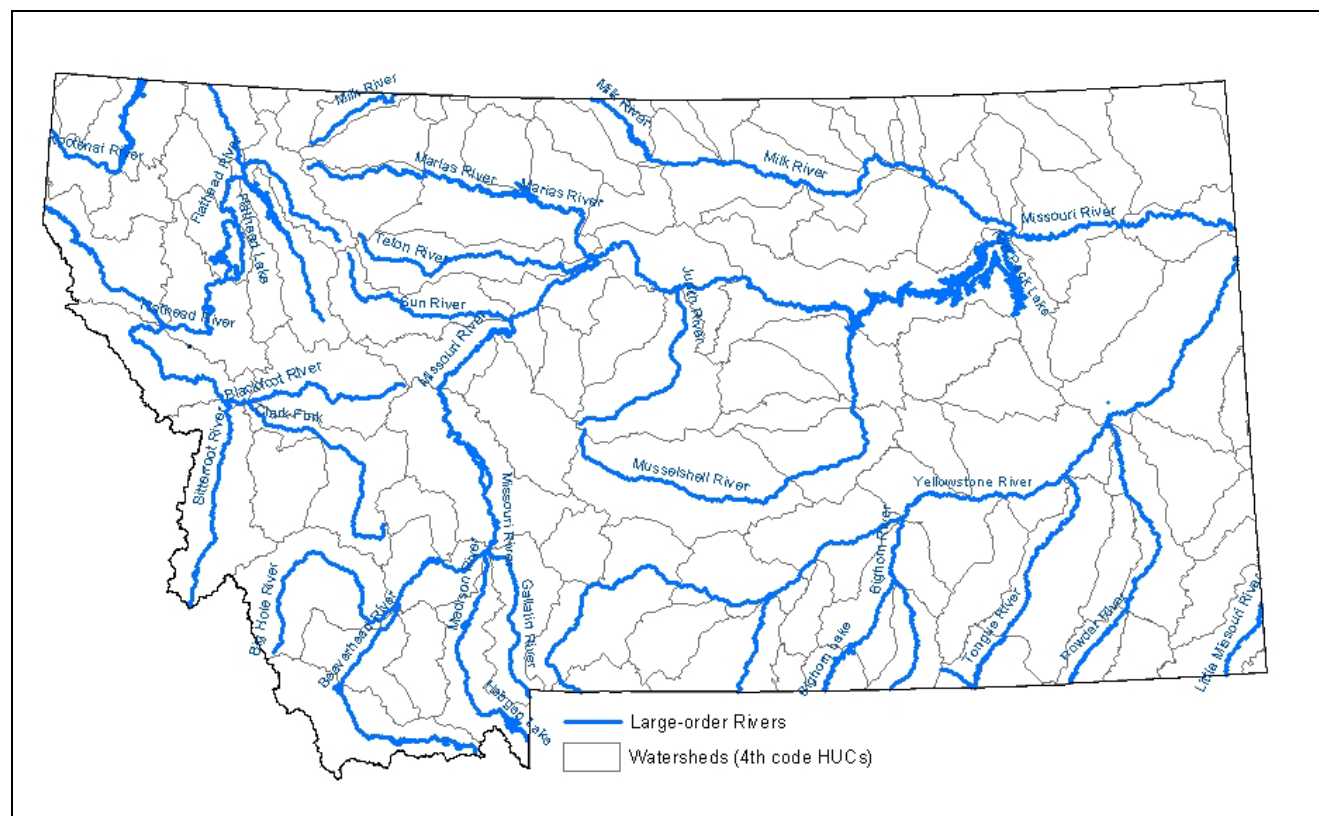 Milk River
Milk River
Kootenai River
Flathead River
Marias River
Milk River
Marias River
Flathead Lake
Missouri River
Teton River
Peck Lake
Judith River
Sun River
Flathead River
Missouri River
Blackfoot River
Clark Fork
Bitterroot River
Musselshell River
Yellowstone River
Missouri River
Bighorn River
Big Hole River
Madison River
Gallatin River
Beaverhead River
Tongue River
Powder River
Little Missouri River
Bighorn Lake
Hebgen Lake
Large-order Rivers
Watersheds (4th code HUCs)